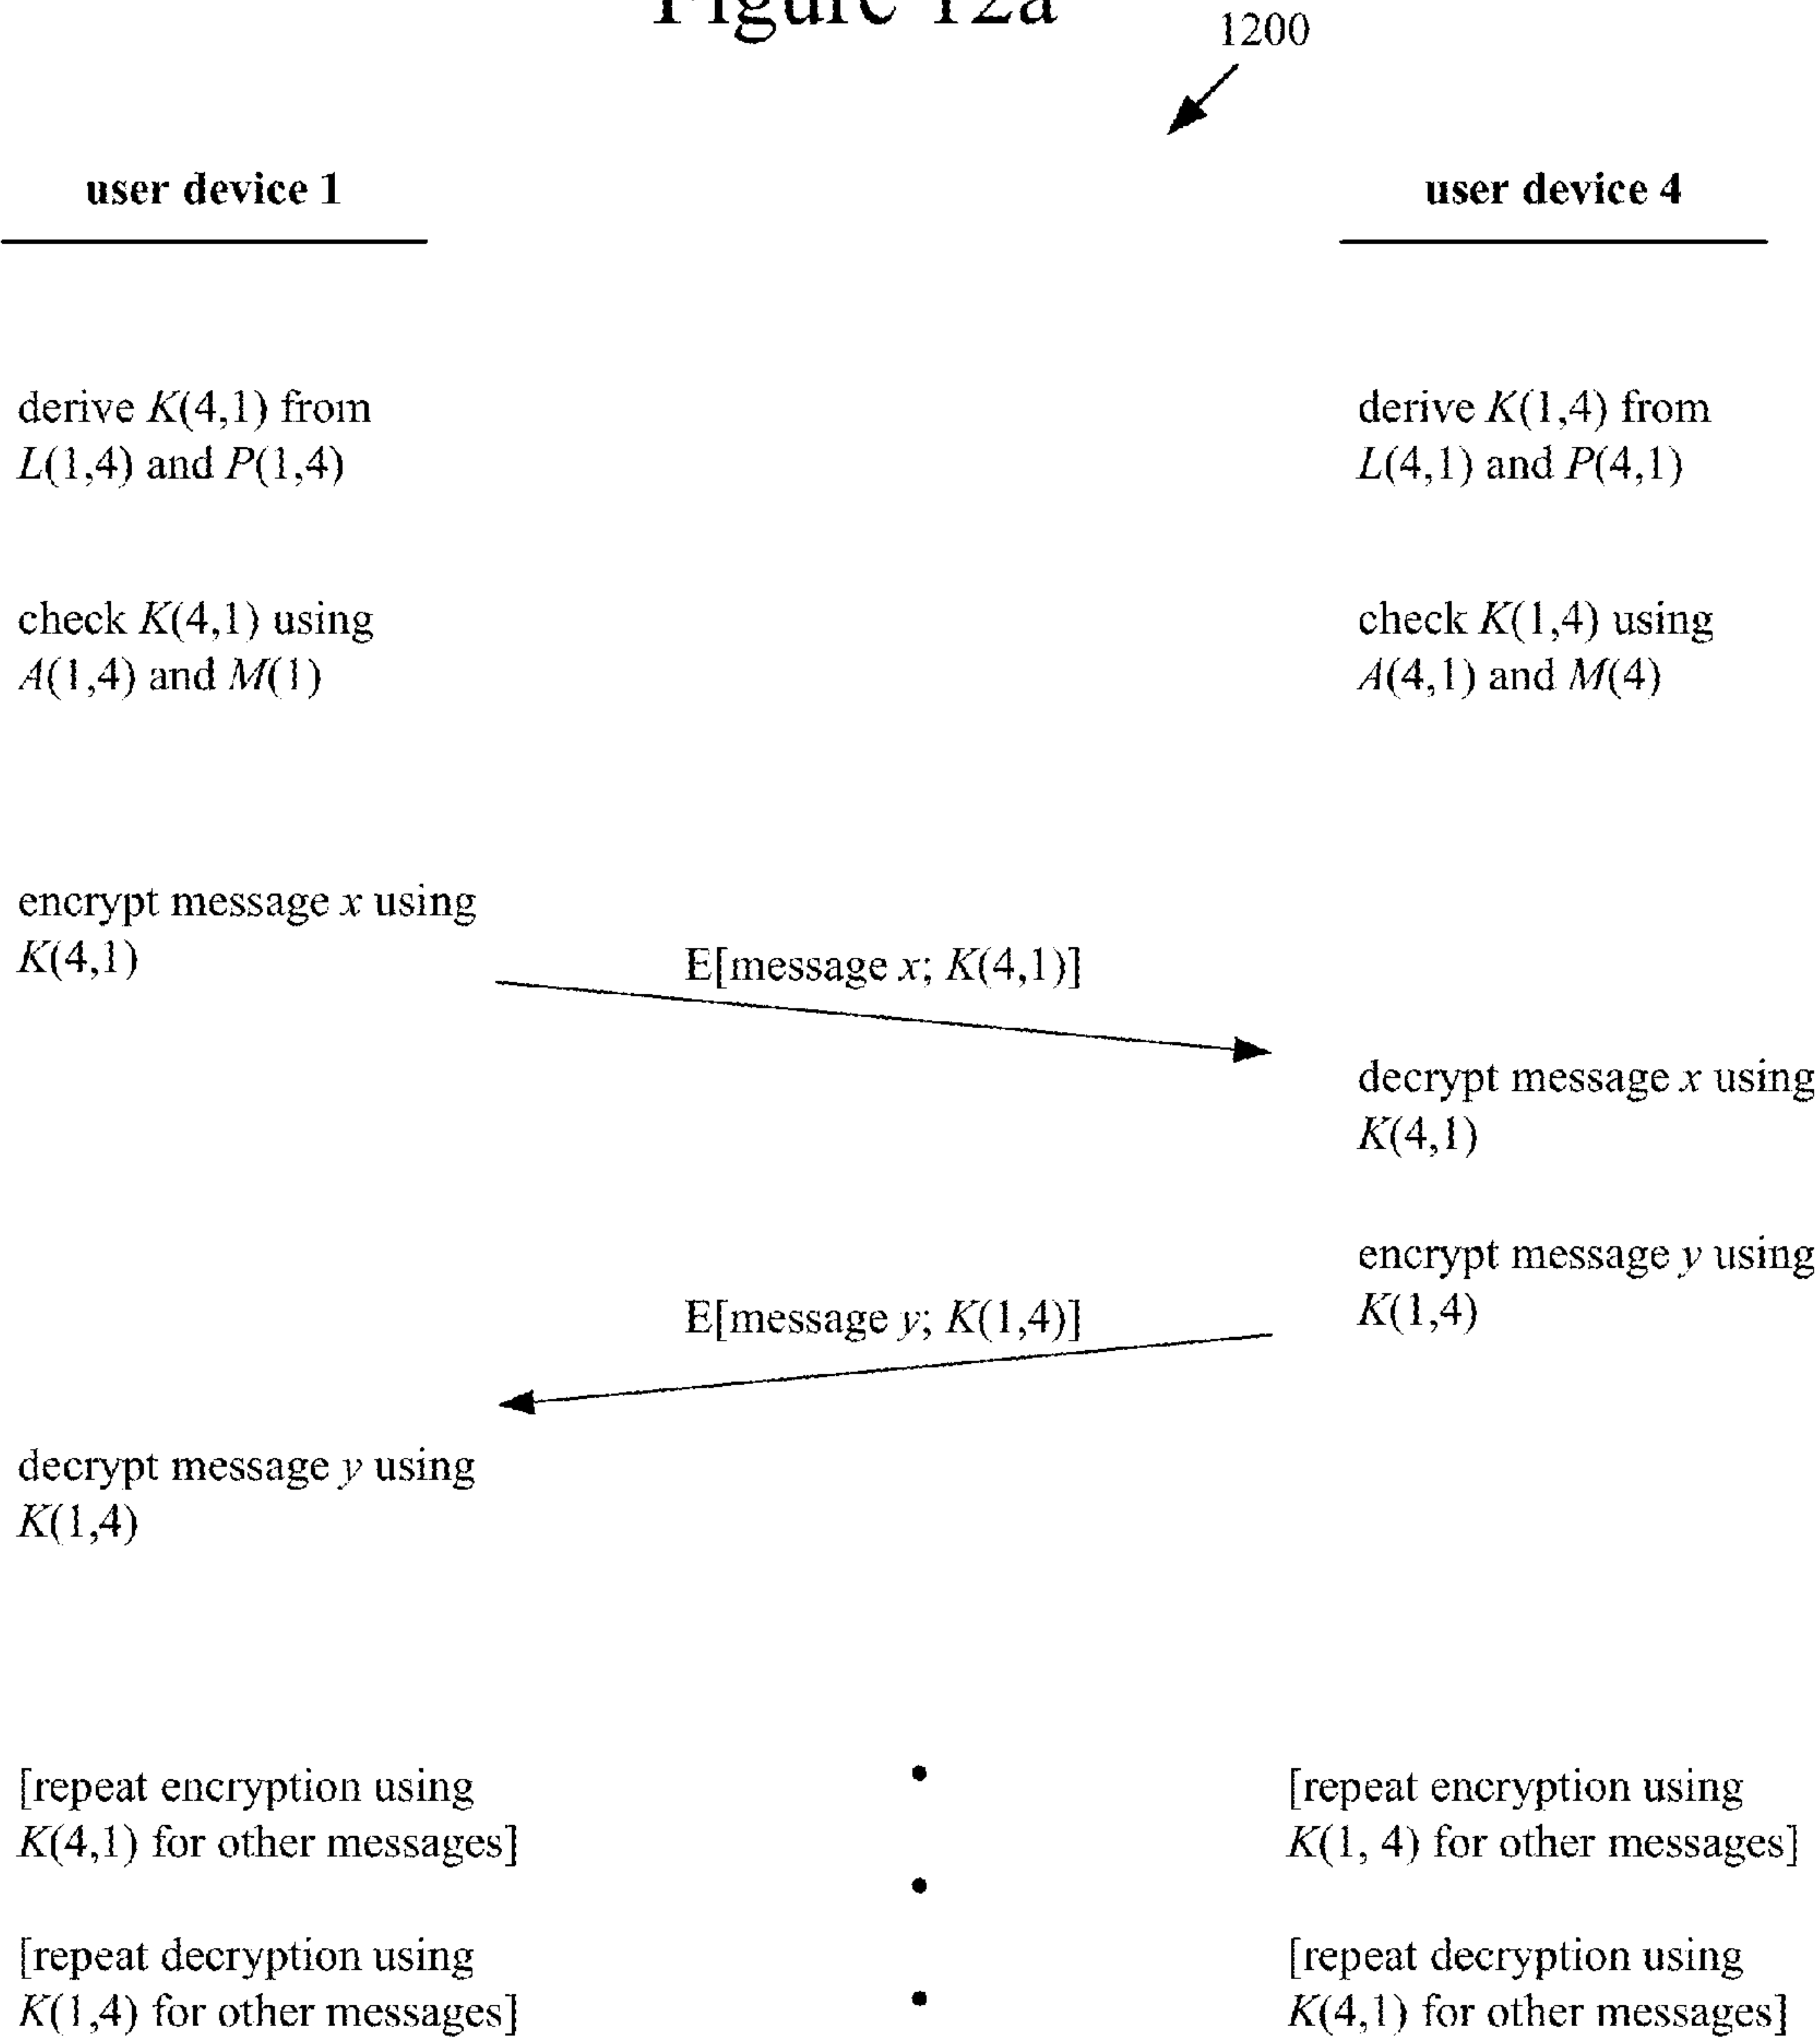 Figure 12a
1200
user device 1
user device 4
derive K(4,1) from
L(1,4) and P(1,4)
derive K(1,4) from
L(4,1) and P(4,1)
check K(4,1) using
A(1,4) and M(1)
check K(1,4) using
A(4,1) and M(4)
encrypt message x using
K(4,1)
E[message x; K(4,1)]
decrypt message x using
K(4,1)
encrypt message y using
K(1,4)
E[message y; K(1,4)]
decrypt message y using
K(1,4)
[repeat encryption using
K(4,1) for other messages]
[repeat encryption using
K(1, 4) for other messages]
[repeat decryption using
K(1,4) for other messages]
[repeat decryption using
K(4,1) for other messages]